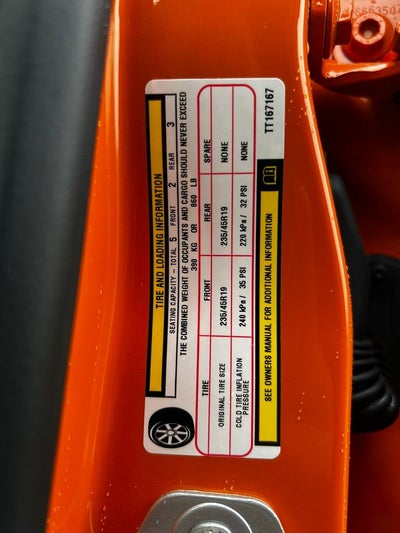 TIRE AND LOADING INFORMATION
SEATING CAPACITY - TOTAL 5 FRONT 2 REAR 3
THE COMBINED WEIGHT OF OCCUPANTS AND CARGO SHOULD NEVER EXCEED
390 KG OR 860 LB
TIRE FRONT REAR SPARE
ORIGINAL TIRE SIZE 235/45R19 235/45R19 NONE
COLD TIRE INFLATION PRESSURE 240 kPa / 35 PSI 220 kPa / 32 PSI NONE
SEE OWNERS MANUAL FOR ADDITIONAL INFORMATION
TT167167